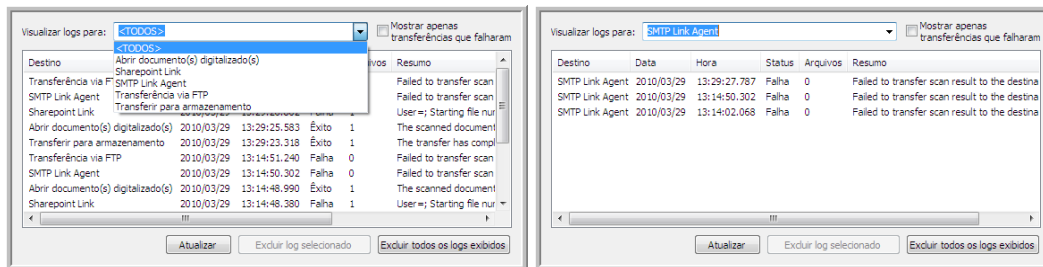 Visualizar logs para: <TODOS> Mostrar apenas
transferências que falharam
<TODOS>
Abrir documento(s) digitalizado(s)
Sharepoint Link
SMTP Link Agent
Transferência via FTP
Transferir para armazenamento
Destino ivos Resumo
Transferência via F Failed to transfer scan
SMTP Link Agent Failed to transfer scan
Sharepoint Link User=; Starting file nur
Abrir documento(s) digitalizado(s) 2010/03/29 13:29:25.583 Êxito 1 The scanned document
Transferir para armazenamento 2010/03/29 13:29:23.318 Êxito 1 The transfer has compl
Transferência via FTP 2010/03/29 13:14:51.240 Falha 0 Failed to transfer scan
SMTP Link Agent 2010/03/29 13:14:50.302 Falha 0 Failed to transfer scan
Abrir documento(s) digitalizado(s) 2010/03/29 13:14:48.990 Êxito 1 The scanned document
Sharepoint Link 2010/03/29 13:14:48.380 Falha 1 User=; Starting file nur
Atualizar Excluir log selecionado Excluir todos os logs exibidos
Visualizar logs para: SMTP Link Agent Mostrar apenas
transferências que falharam
Destino Data Hora Status Arquivos Resumo
SMTP Link Agent 2010/03/29 13:29:27.787 Falha 0 Failed to transfer scan result to the destina
SMTP Link Agent 2010/03/29 13:14:50.302 Falha 0 Failed to transfer scan result to the destina
SMTP Link Agent 2010/03/29 13:14:02.068 Falha 0 Failed to transfer scan result to the destina
Atualizar Excluir log selecionado Excluir todos os logs exibidos